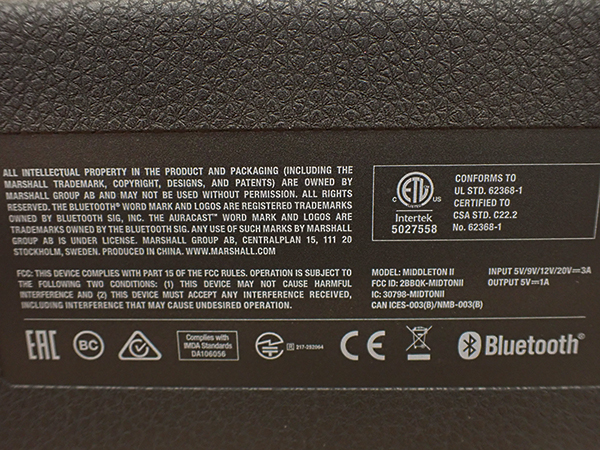 ALL INTELLECTUAL PROPERTY IN THE PRODUCT AND PACKAGING (INCLUDING THE
MARSHALL TRADEMARK, COPYRIGHT, DESIGNS, AND PATENTS) ARE OWNED BY
MARSHALL GROUP AB AND MAY NOT BE USED WITHOUT PERMISSION. ALL RIGHTS
RESERVED. THE BLUETOOTH® WORD MARK AND LOGOS ARE REGISTERED TRADEMARKS
OWNED BY BLUETOOTH SIG, INC. THE AURACAST™ WORD MARK AND LOGOS ARE
TRADEMARKS OWNED BY THE BLUETOOTH SIG. ANY USE OF SUCH MARKS BY MARSHALL
GROUP AB IS UNDER LICENSE. MARSHALL GROUP AB, CENTRALPLAN 15, 111 20
STOCKHOLM, SWEDEN. PRODUCED IN CHINA. WWW.MARSHALL.COM
C ETL US
Intertek
5027558
CONFORMS TO
UL STD. 62368-1
CERTIFIED TO
CSA STD. C22.2
No. 62368-1
FCC: THIS DEVICE COMPLIES WITH PART 15 OF THE FCC RULES. OPERATION IS SUBJECT TO
THE FOLLOWING TWO CONDITIONS: (1) THIS DEVICE MAY NOT CAUSE HARMFUL
INTERFERENCE AND (2) THIS DEVICE MUST ACCEPT ANY INTERFERENCE RECEIVED,
INCLUDING INTERFERENCE THAT MAY CAUSE UNDESIRED OPERATION.
MODEL: MIDDLETON II
FCC ID: 2BBQK-MIDTONII
IC: 30798-MIDTONII
CAN ICES-003(B)/NMB-003(B)
INPUT 5V/9V/12V/20V⎓3A
OUTPUT 5V⎓1A
EAC
BC
Complies with
IMDA Standards
DA106056
R 217-252064
CE
Bluetooth®